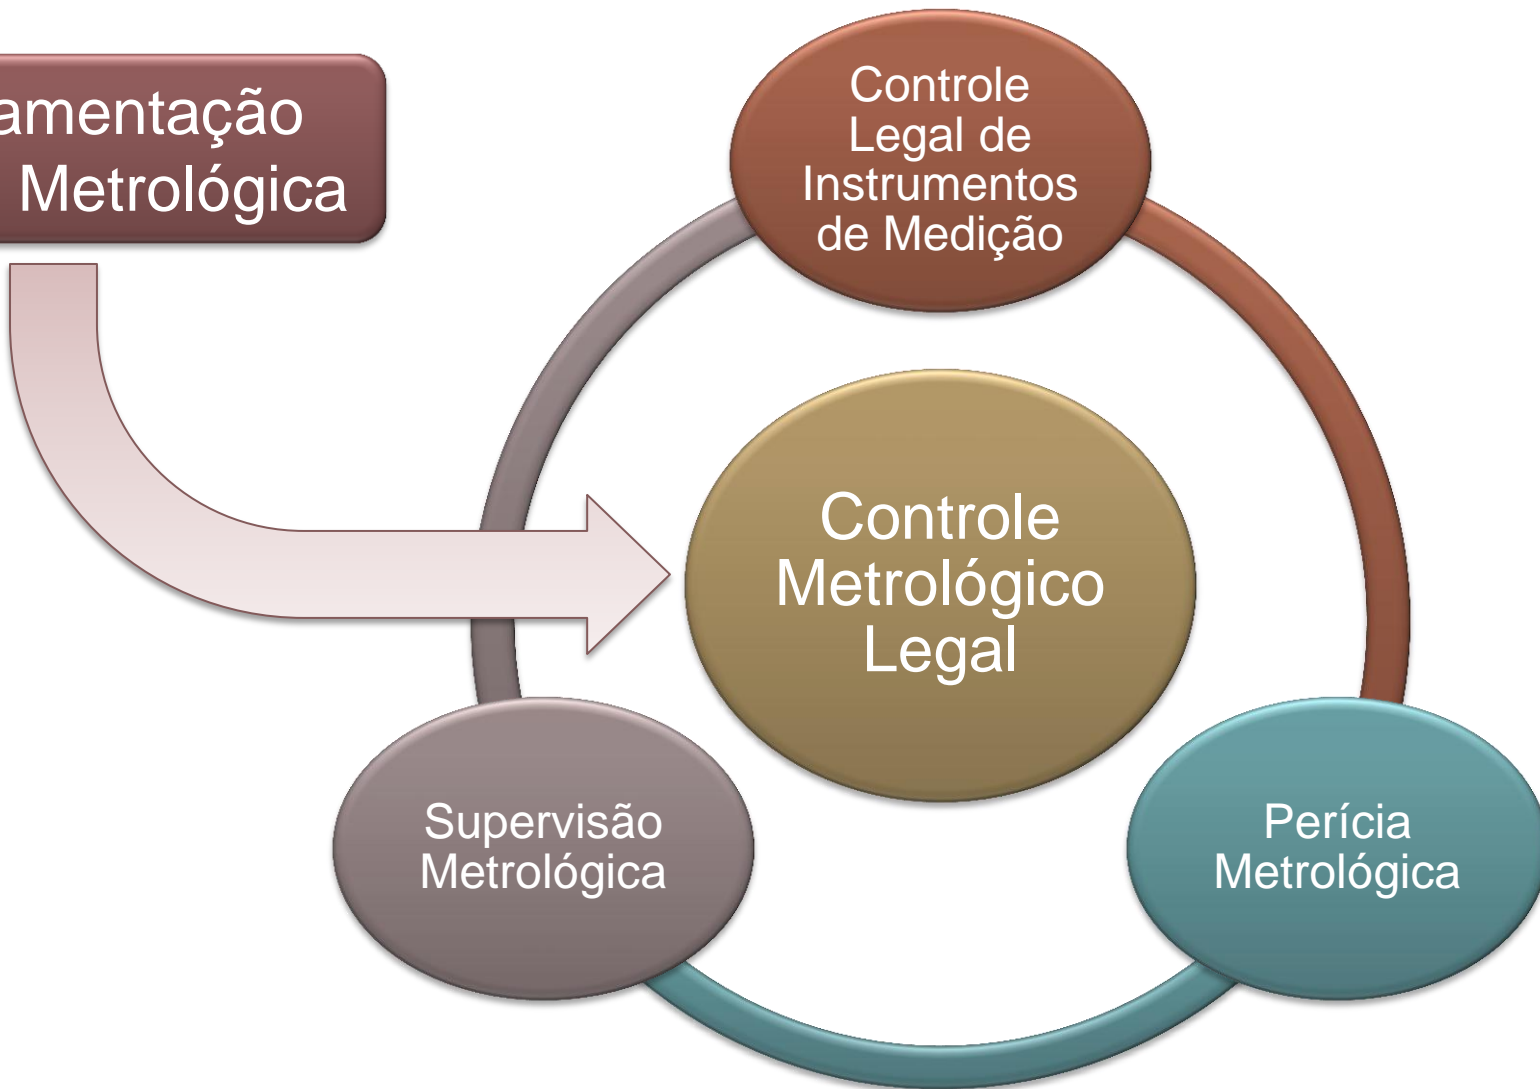 amentação
Metrológica
Controle
Legal de
Instrumentos
de Medição
Controle
Metrológico
Legal
Supervisão
Metrológica
Perícia
Metrológica